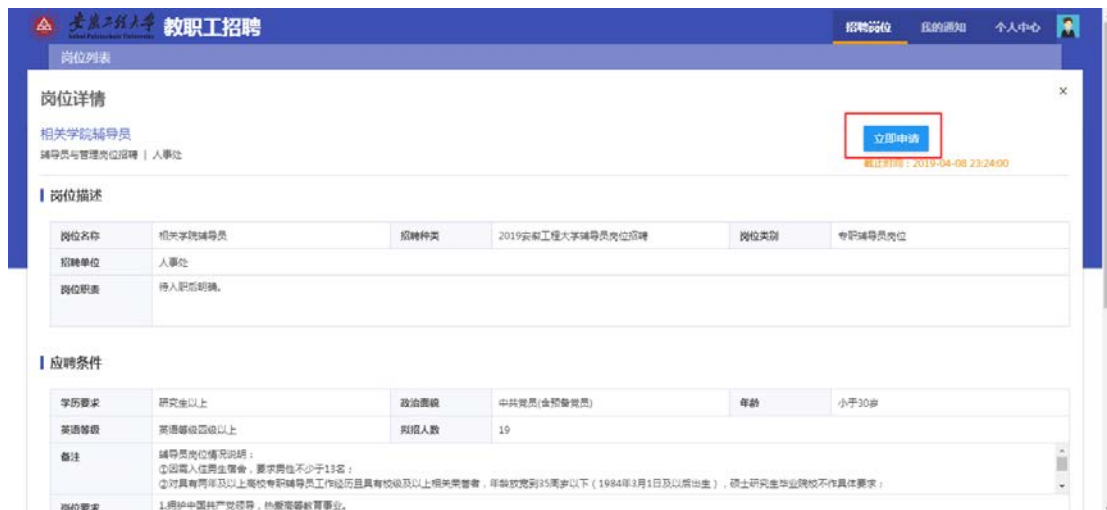 安徽工程大学 教职工招聘 招聘岗位 我的通知 个人中心
Anhui Polytechnic University
岗位列表
岗位详情 ×
相关学院辅导员 立即申请
辅导员与管理岗位招聘 | 人事处 截止时间：2019-04-08 23:24:00
岗位描述
岗位名称 相关学院辅导员 招聘种类 2019安徽工程大学辅导员岗位招聘 岗位类别 专职辅导员岗位
招聘单位 人事处
岗位职责 待入职后明确。
应聘条件
学历要求 研究生以上 政治面貌 中共党员(含预备党员) 年龄 小于30岁
英语等级 英语等级四级以上 拟招人数 19
备注 辅导员岗位情况说明：
①因需入住男生宿舍，要求男性不少于13名；
②对具有两年及以上高校专职辅导员工作经历且具有校级及以上相关荣誉者，年龄放宽到35周岁以下（1984年3月1日及以后出生），硕士研究生毕业院校不作具体要求；
岗位要求 1.拥护中国共产党领导，热爱高等教育事业。